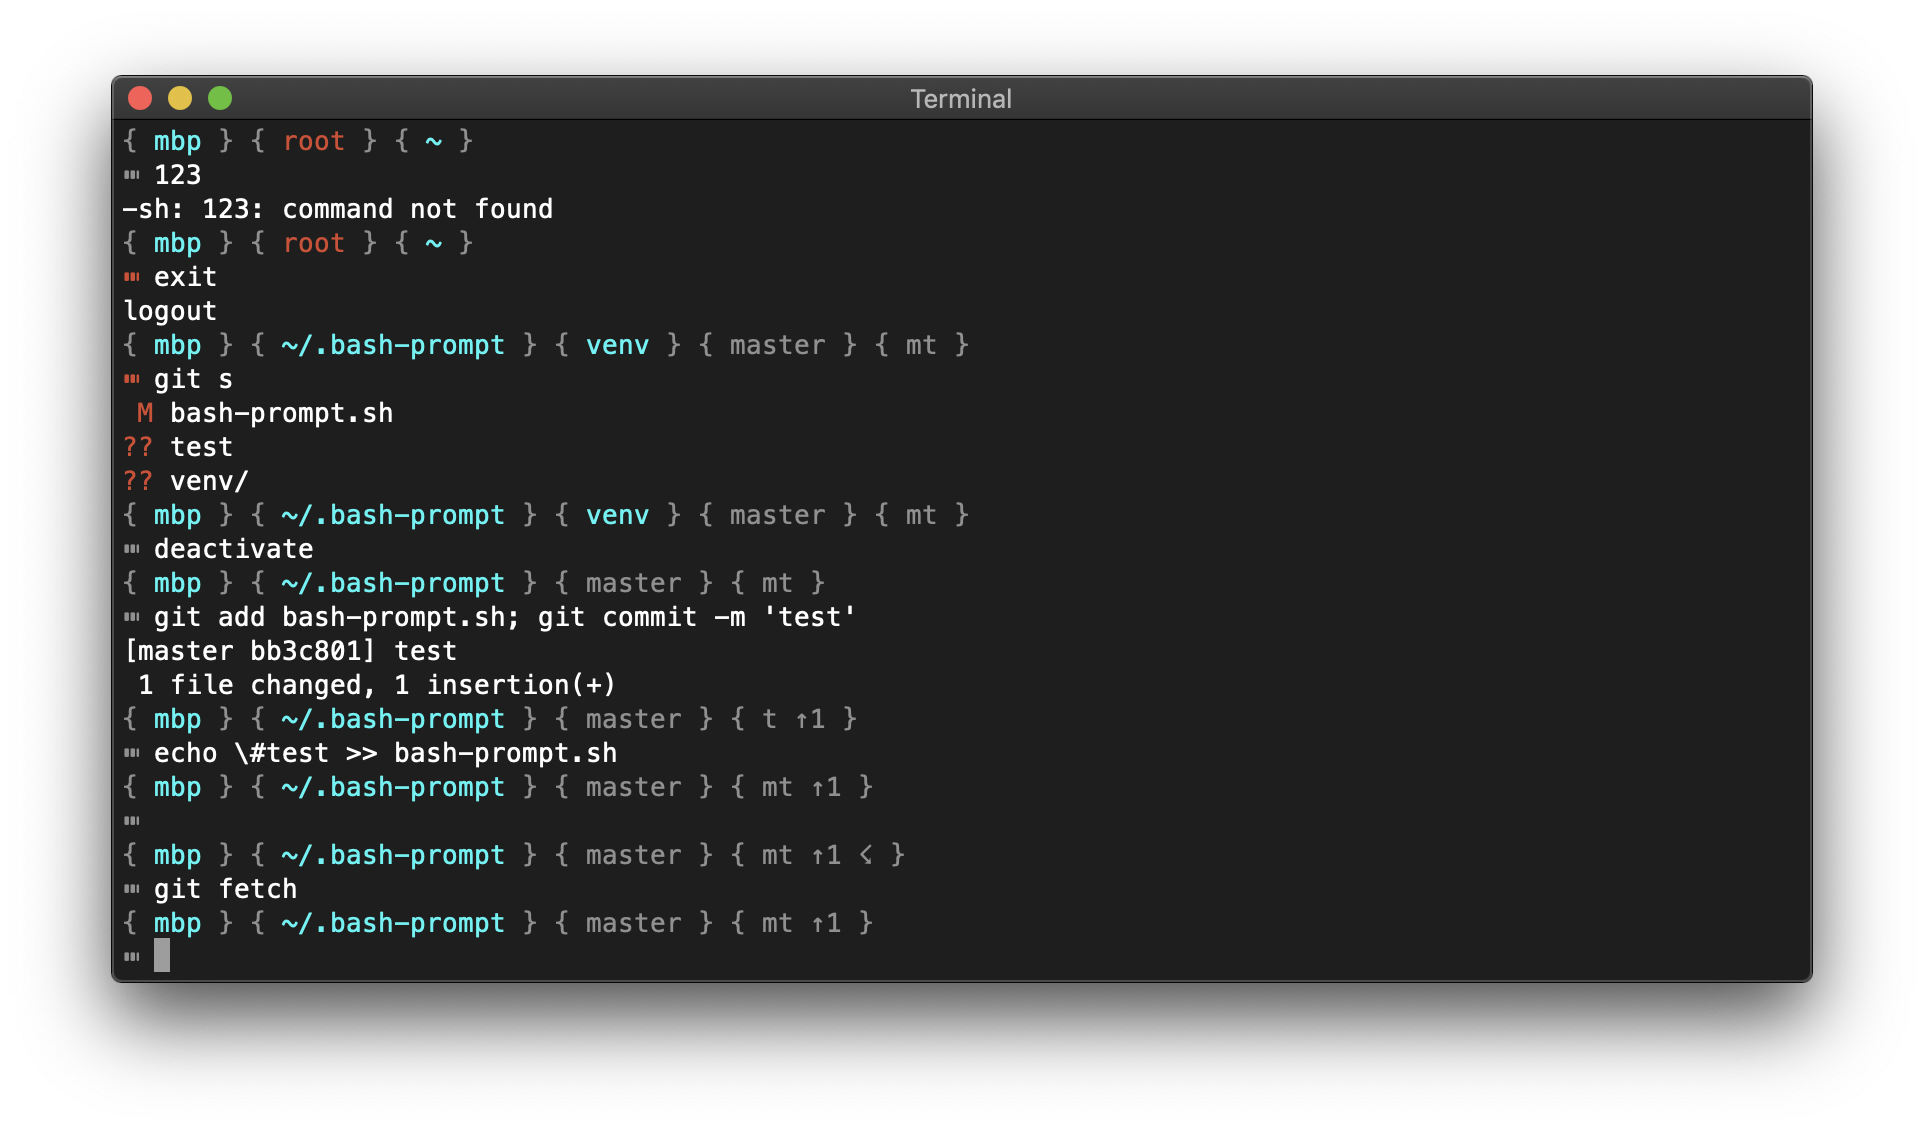 Terminal
{ mbp } { root } { ~ }
⑉ 123
-sh: 123: command not found
{ mbp } { root } { ~ }
exit
logout
{ mbp } { ~/.bash-prompt } { venv } { master } { mt }
git s
 M bash-prompt.sh
?? test
?? venv/
{ mbp } { ~/.bash-prompt } { venv } { master } { mt }
deactivate
{ mbp } { ~/.bash-prompt } { master } { mt }
git add bash-prompt.sh; git commit -m 'test'
[master bb3c801] test
 1 file changed, 1 insertion(+)
{ mbp } { ~/.bash-prompt } { master } { t ↑1 }
echo \#test >> bash-prompt.sh
{ mbp } { ~/.bash-prompt } { master } { mt ↑1 }
{ mbp } { ~/.bash-prompt } { master } { mt ↑1 ☇ }
git fetch
{ mbp } { ~/.bash-prompt } { master } { mt ↑1 }